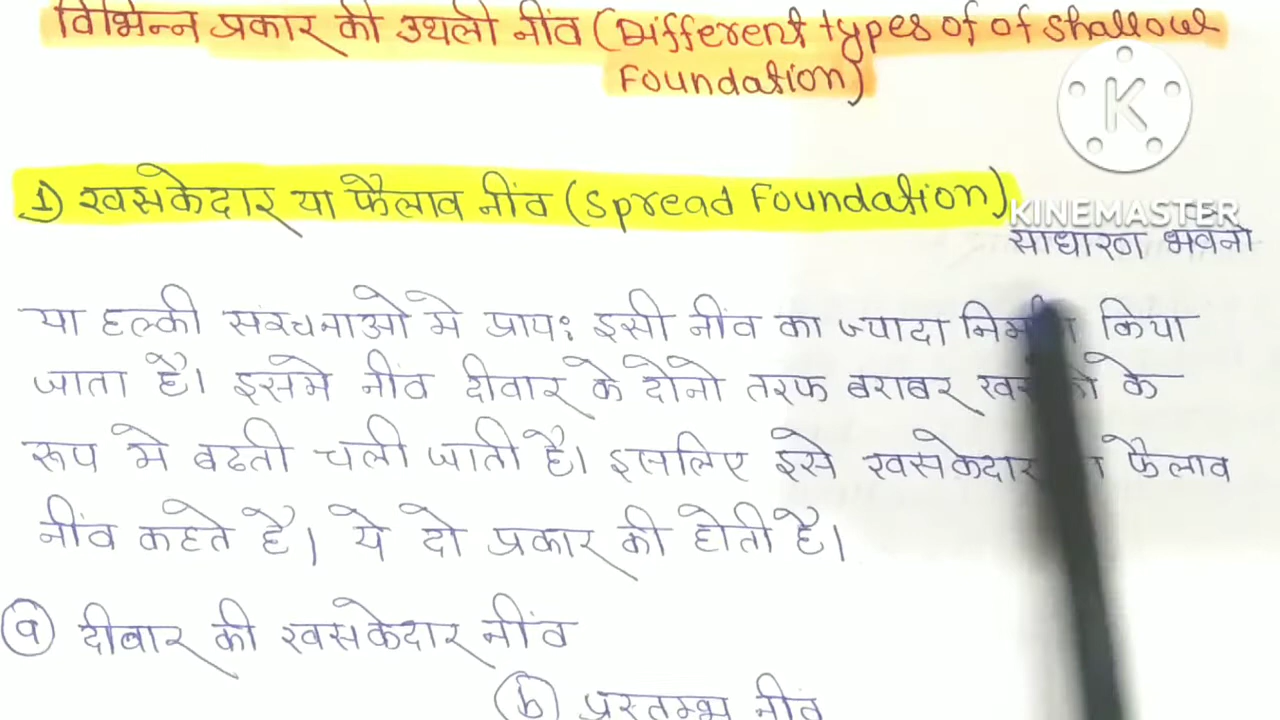 विभिन्न प्रकार की उथली नींव (Different types of of Shallow
Foundation)
K
1) खसकेदार या फैलाव नींव (Spread Foundation)
KINEMASTER
साधारण भवनो
या हल्की संरचनाओ मे प्रायः इसी नींव का ज्यादा किया
जाता है। इसमे नींव दीवार के दोनो तरफ बराबर के
रूप मे बढती चली जाती है। इसलिए इसे खसकेदार फैलाव
नींव कहते है। ये दो प्रकार की होती है।
(a) दीवार की खसकेदार नींव
(b) प्रस्तम्भ नींव